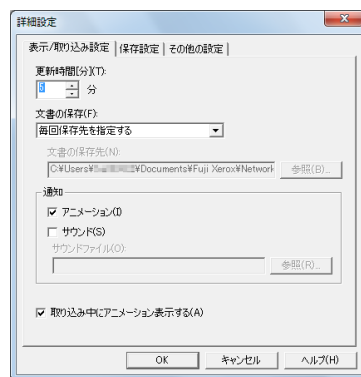 詳細設定
表示/取り込み設定 保存設定 その他の設定
更新時間[分](T):
5 分
文書の保存(F):
毎回保存先を指定する
文書の保存先(N):
C:¥Users¥ ¥Documents¥Fuji Xerox¥Network 参照(B)...
通知
アニメーション(I)
サウンド(S)
サウンドファイル(O):
参照(R)...
取り込み中にアニメーション表示する(A)
OK キャンセル ヘルプ(H)